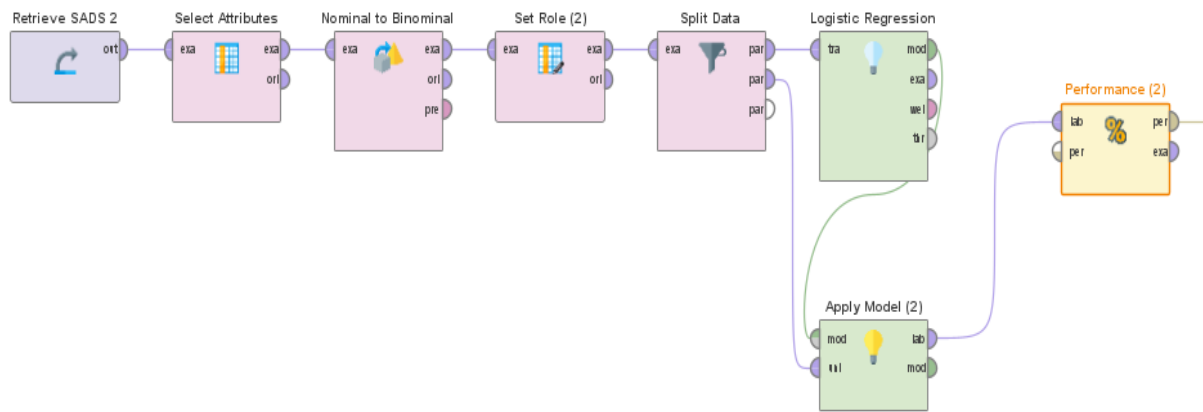 Retrieve SADS 2
Select Attributes
Nominal to Binominal
Set Role (2)
Split Data
Logistic Regression
out
exa
exa
ori
exa
exa
ori
pre
exa
exa
ori
exa
par
par
par
tra
mod
exa
wei
thr
Performance (2)
lab
per
per
exa
%
Apply Model (2)
mod
unl
lab
mod